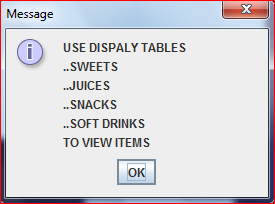 Message
USE DISPALY TABLES
..SWEETS
..JUICES
..SNACKS
..SOFT DRINKS
TO VIEW ITEMS
OK